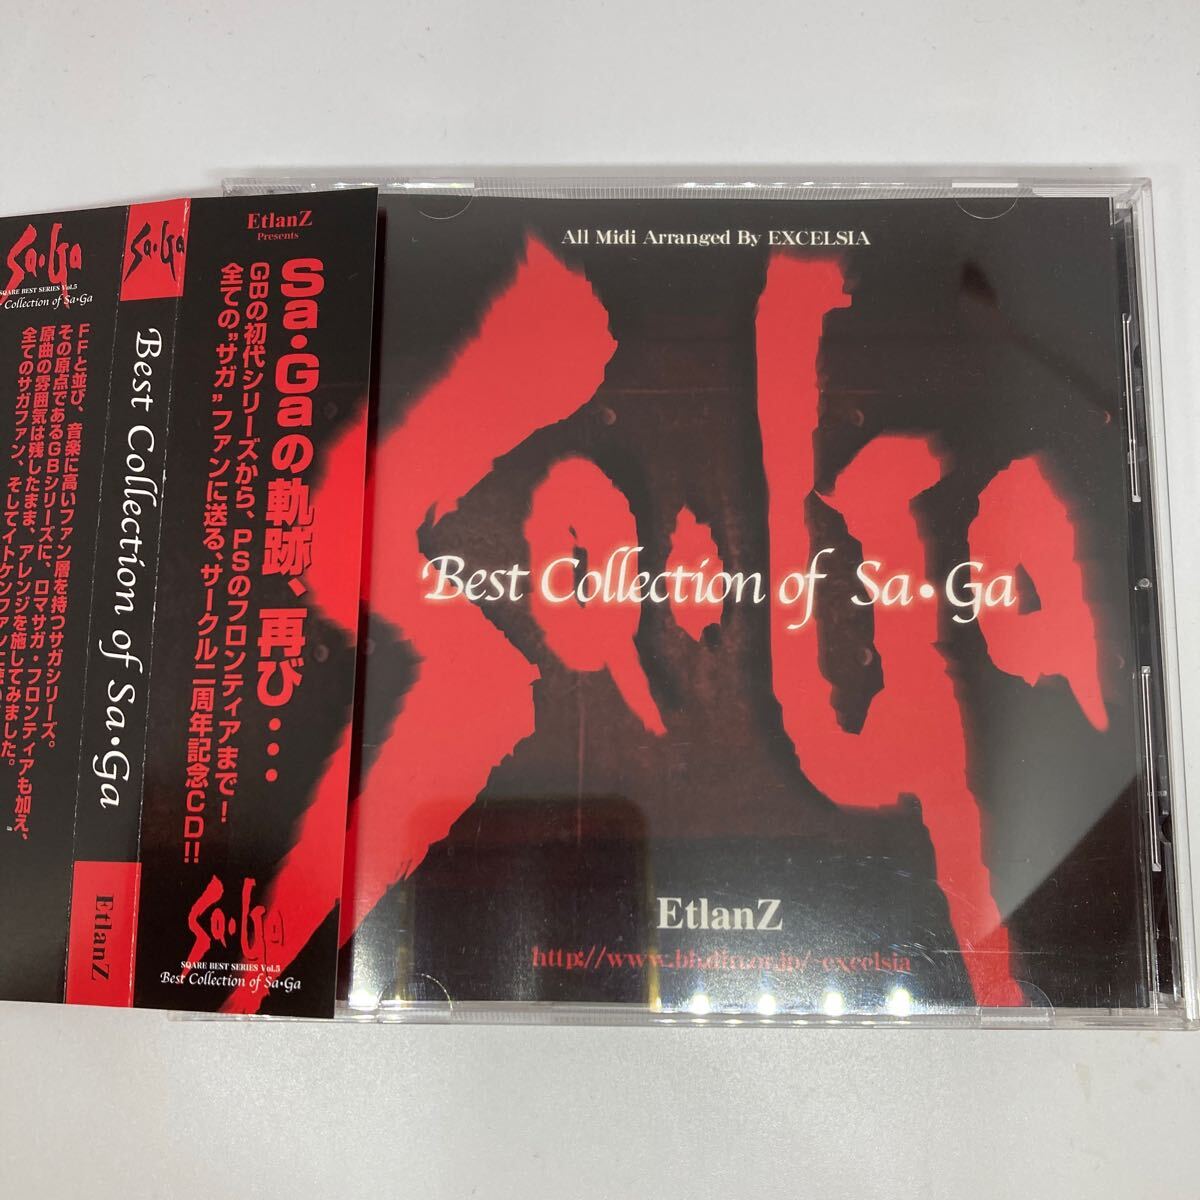 Sa・Ga
SQARE BEST SERIES Vol.5
Collection of Sa・Ga
FFと並び、音楽に高いファン層を持つサガシリーズ。
その原点であるGBシリーズに、ロマサガ・フロンティアも加え、
原曲の雰囲気は残したまま、アレンジを施してみました。
全てのサガファン、そしてイトケンファンに
Sa・Ga
Best Collection of Sa・Ga
EtlanZ
EtlanZ
Presents
Sa・Gaの軌跡、再び・・・
GBの初代シリーズから、PSのフロンティアまで！
全ての"サガ"ファンに送る、サークル二周年記念CD!!
Sa・Ga
SQARE BEST SERIES Vol.5
Best Collection of Sa・Ga
All Midi Arranged By EXCELSIA
Sa・Ga
Best Collection of Sa・Ga
EtlanZ